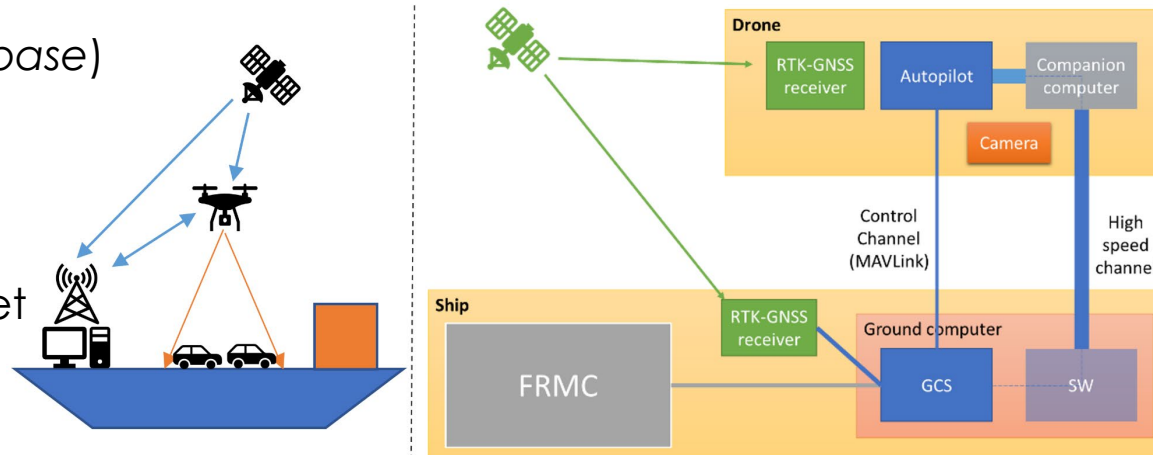 base)
et
Drone
RTK-GNSS
receiver
Autopilot
Companion
computer
Camera
Control
Channel
(MAVLink)
High
speed
channel
Ship
RTK-GNSS
receiver
Ground computer
FRMC
GCS
SW